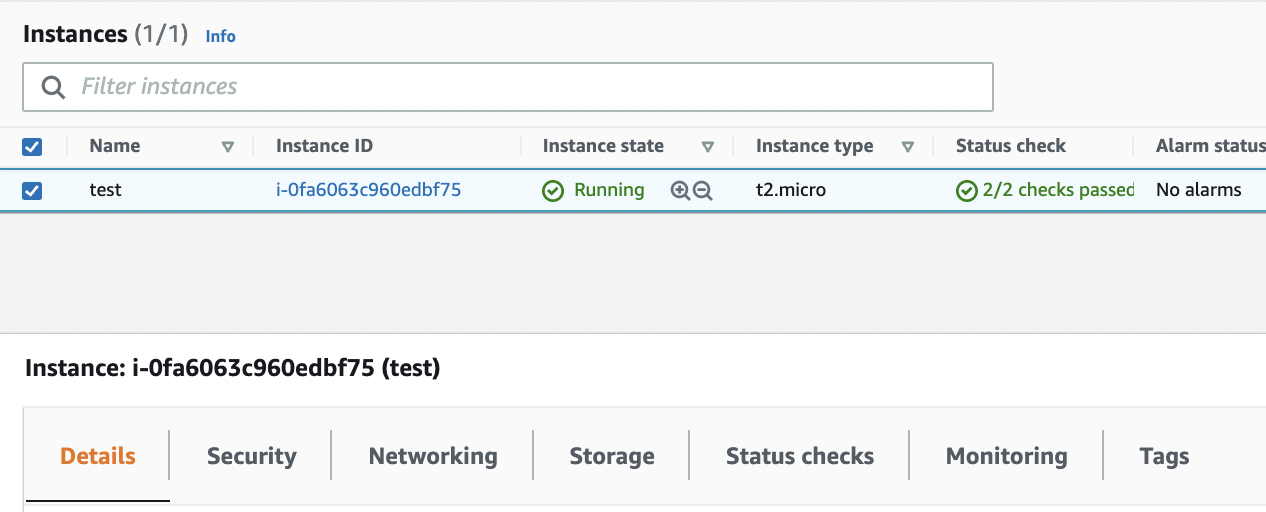 Instances (1/1) Info
Filter instances
Name Instance ID Instance state Instance type Status check Alarm status
test i-0fa6063c960edbf75 Running t2.micro 2/2 checks passed No alarms
Instance: i-0fa6063c960edbf75 (test)
Details Security Networking Storage Status checks Monitoring Tags